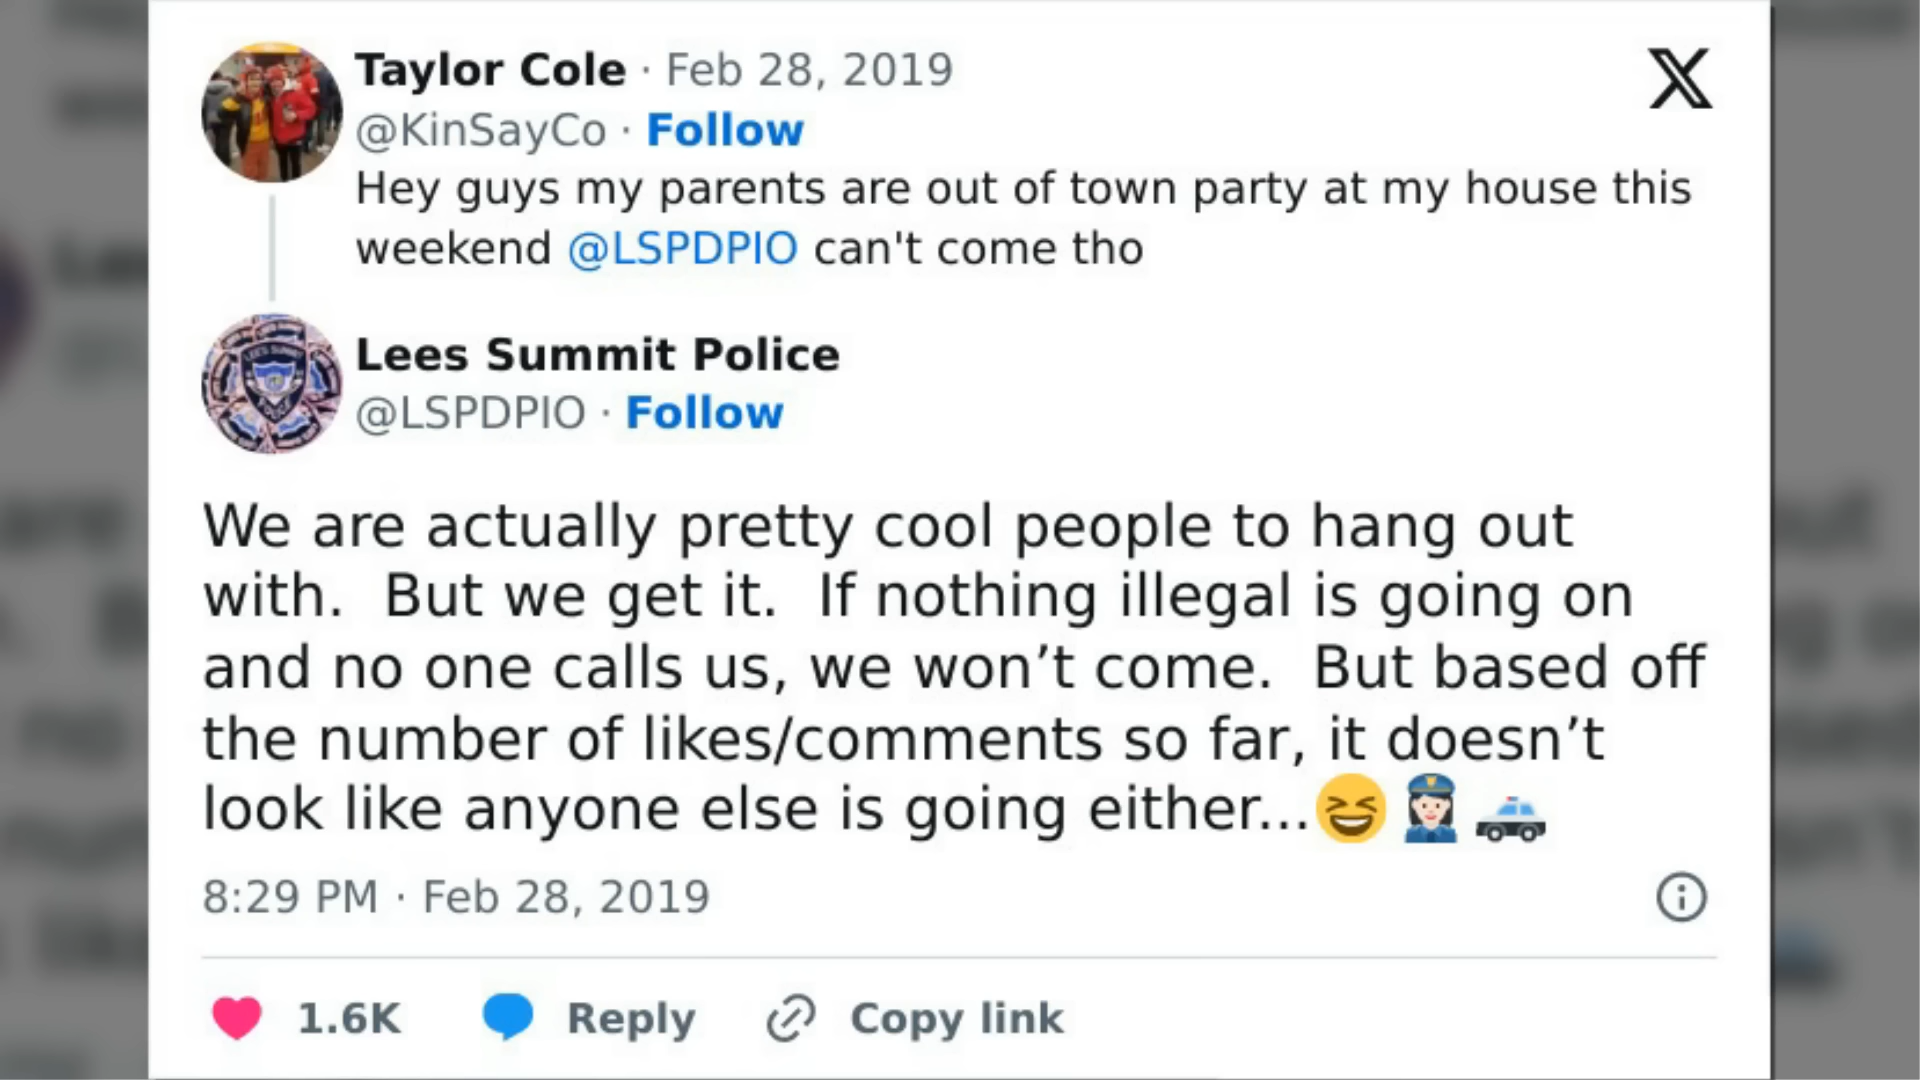 Taylor Cole · Feb 28, 2019
@KinSayCo · Follow
Hey guys my parents are out of town party at my house this
weekend @LSPDPIO can't come tho
Lees Summit Police
@LSPDPIO · Follow
We are actually pretty cool people to hang out
with.  But we get it.  If nothing illegal is going on
and no one calls us, we won’t come.  But based off
the number of likes/comments so far, it doesn’t
look like anyone else is going either...😆👮🏻‍♀️🚓
8:29 PM · Feb 28, 2019
1.6K Reply Copy link